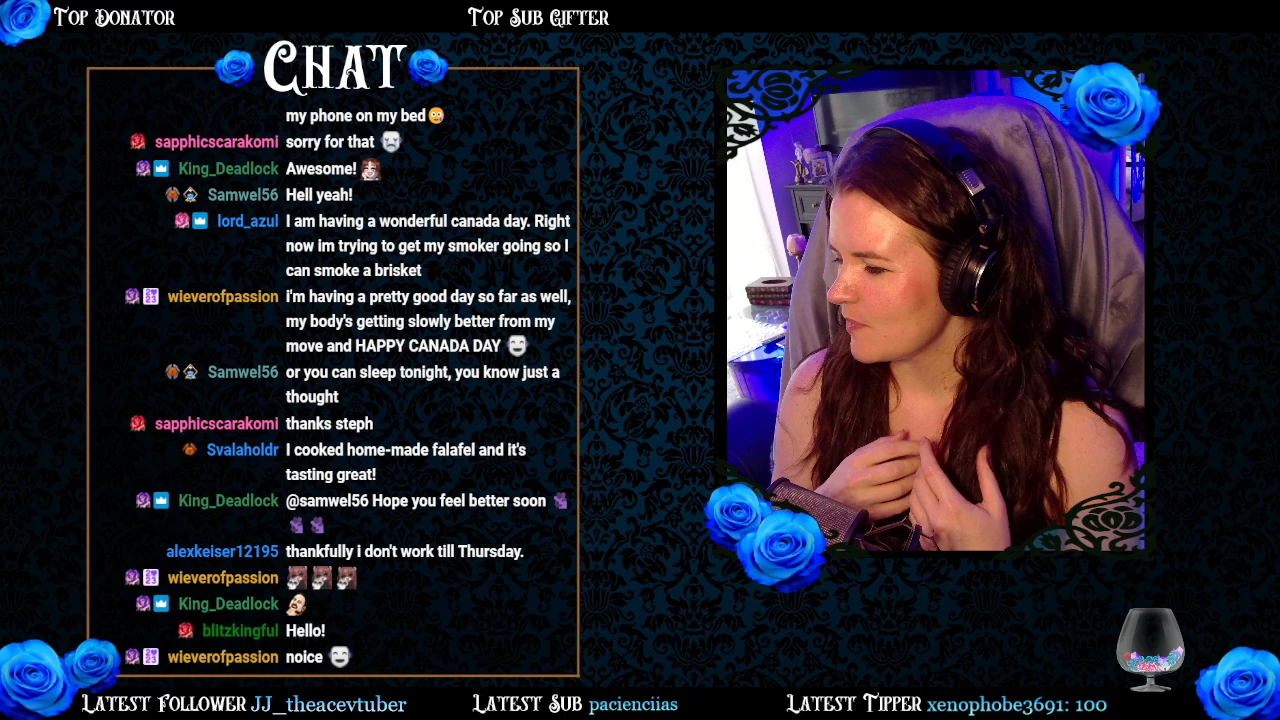 Top Donator
Top Sub Gifter
Chat
my phone on my bed
sapphicscarakomi sorry for that
King_Deadlock Awesome!
Samwel56 Hell yeah!
lord_azul I am having a wonderful canada day. Right
now im trying to get my smoker going so I
can smoke a brisket
wieverofpassion i'm having a pretty good day so far as well,
my body's getting slowly better from my
move and HAPPY CANADA DAY
Samwel56 or you can sleep tonight, you know just a
thought
sapphicscarakomi thanks steph
Svalaholdr I cooked home-made falafel and it's
tasting great!
King_Deadlock @samwel56 Hope you feel better soon
alexkeiser12195 thankfully i don't work till Thursday.
wieverofpassion
King_Deadlock
blitzkingful Hello!
wieverofpassion noice
Latest Follower JJ_theacevtuber
Latest Sub pacienciias
Latest Tipper xenophobe3691: 100